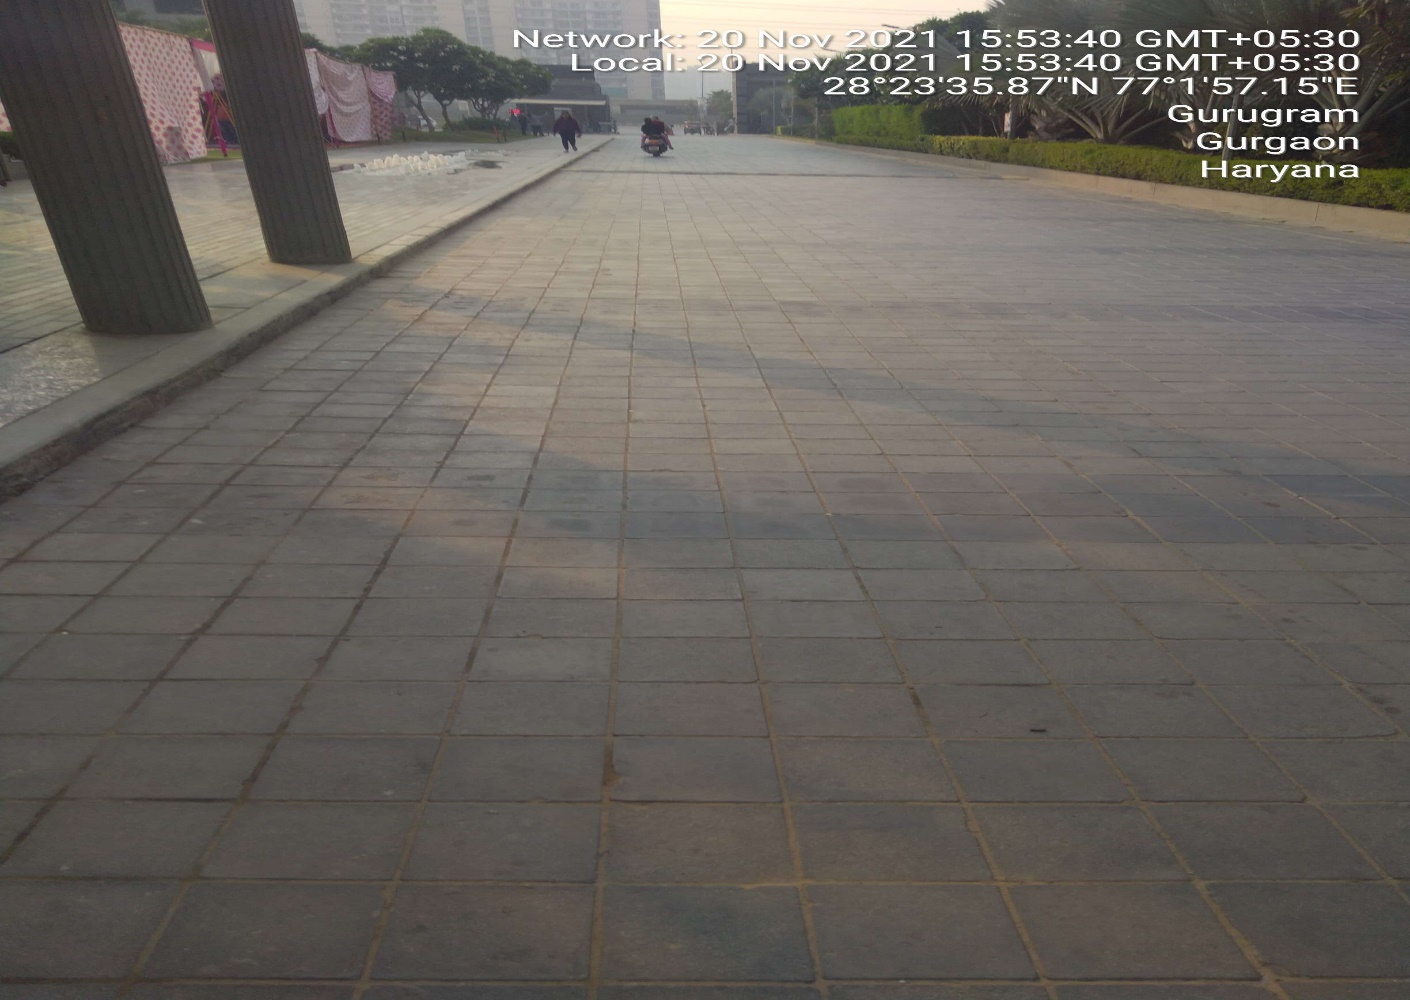 Network: 20 Nov 2021 15:53:40 GMT+05:30
Local: 20 Nov 2021 15:53:40 GMT+05:30
28°23'35.87"N 77°1'57.15"E
Gurugram
Gurgaon
Haryana